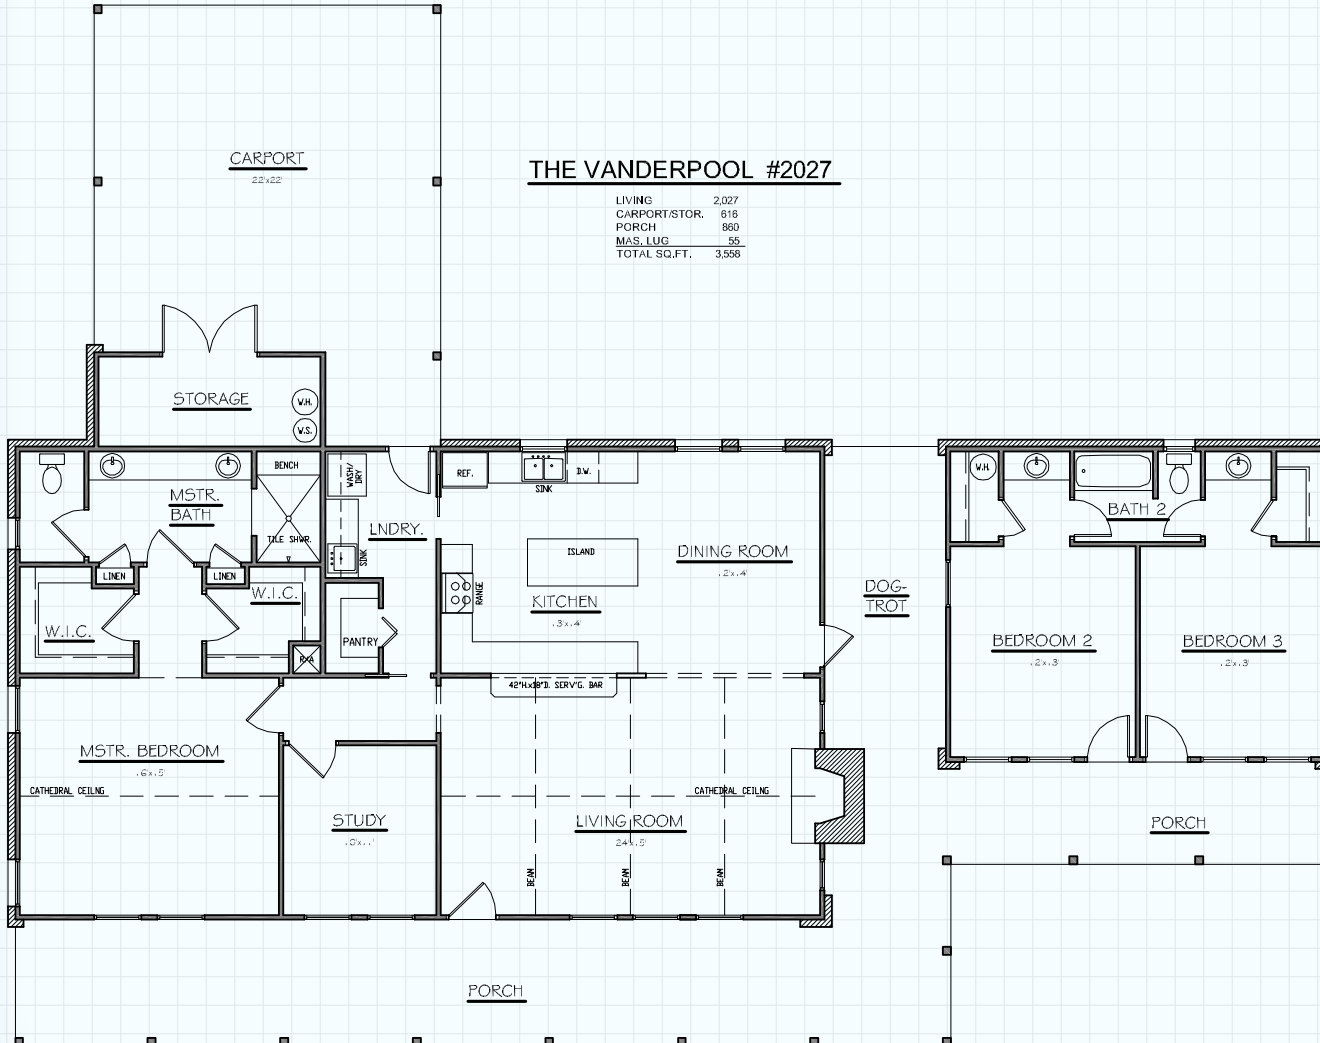 CARPORT
22'x22'
THE VANDERPOOL #2027
LIVING 2,027
CARPORT/STOR. 616
PORCH 860
MAS. LUG 55
TOTAL SQ.FT. 3,558
STORAGE
W.H.
W.S.
BENCH
WASH/
DRY
REF.
SINK
D.W.
W.H.
MSTR.
BATH
TILE SHWR.
LNDRY.
SINK
BATH 2
ISLAND
DINING ROOM
LINEN
LINEN
W.I.C.
RANGE
KITCHEN
DOG-
TROT
W.I.C.
PANTRY
R/A
BEDROOM 2
BEDROOM 3
42"H.x18"D. SERV'G. BAR
MSTR. BEDROOM
CATHEDRAL CEILNG
CATHEDRAL CEILNG
STUDY
LIVING ROOM
PORCH
BEAM
BEAM
BEAM
PORCH